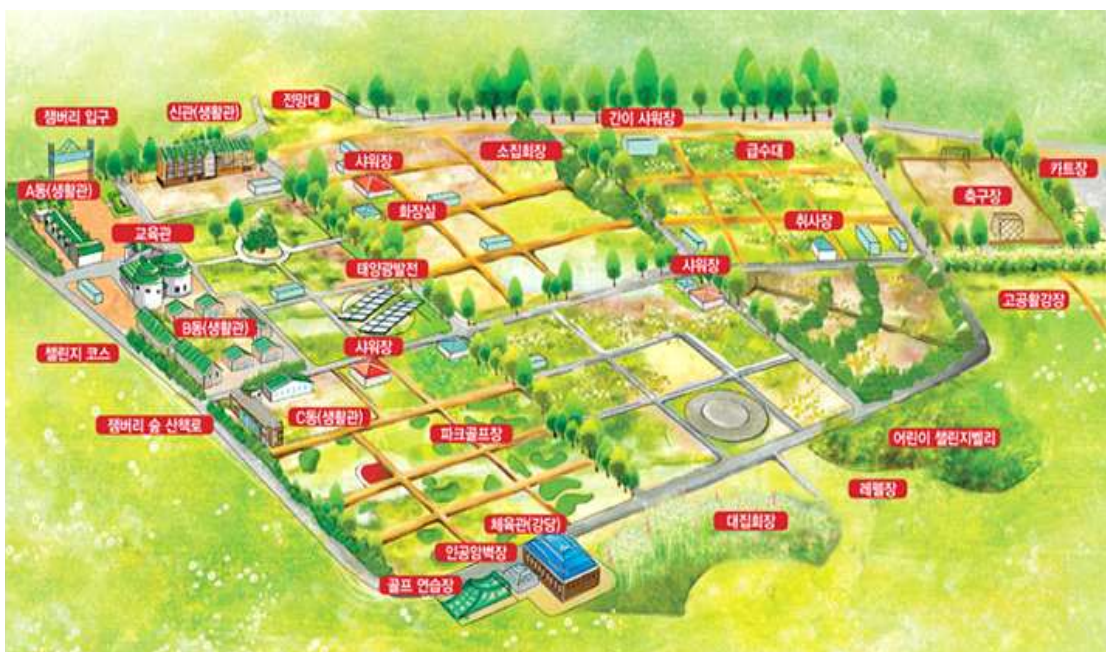 전망대
잼버리 입구
신관(생활관)
간이 샤워장
샤워장
소집회장
급수대
카트장
A동(생활관)
축구장
화장실
취사장
교육관
태양광발전
샤워장
고공활강장
B동(생활관)
챌린지 코스
샤워장
C동(생활관)
잼버리 숲 산책로
파크골프장
어린이 챌린지벨리
레펠장
체육관(강당)
대집회장
인공암벽장
골프 연습장